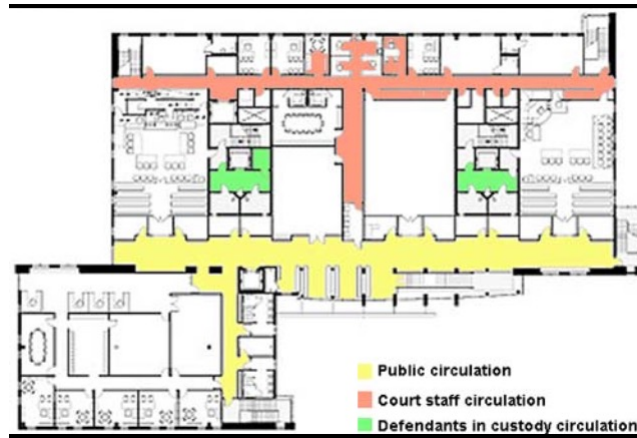 Public circulation
Court staff circulation
Defendants in custody circulation